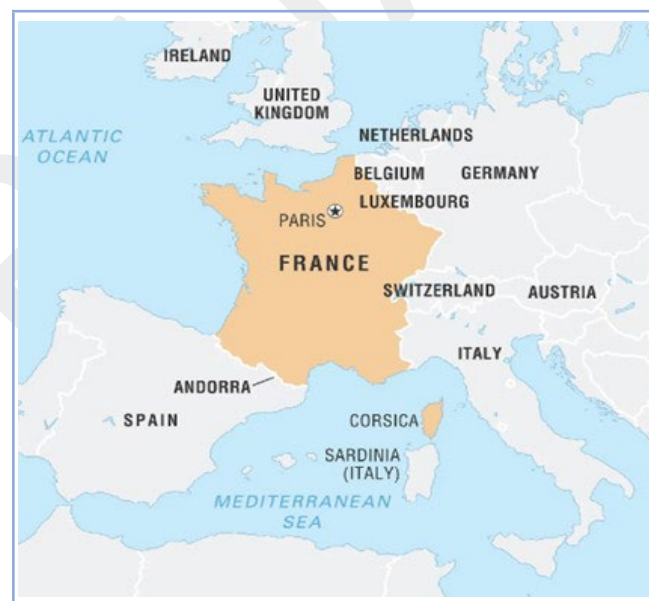 IRELAND
UNITED
KINGDOM
NETHERLANDS
ATLANTIC
OCEAN
BELGIUM
GERMANY
LUXEMBOURG
PARIS
FRANCE
SWITZERLAND
AUSTRIA
ITALY
ANDORRA
SPAIN
CORSICA
SARDINIA
(ITALY)
MEDITERRANEAN
SEA